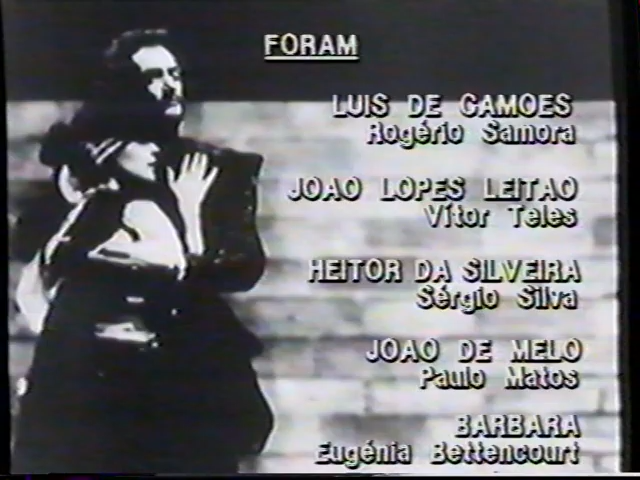 FORAM
LUIS DE CAMOES
Rogério Samora
JOAO LOPES LEITAO
Vítor Teles
HEITOR DA SILVEIRA
Sérgio Silva
JOAO DE MELO
Paulo Matos
BARBARA
Eugénia Bettencourt